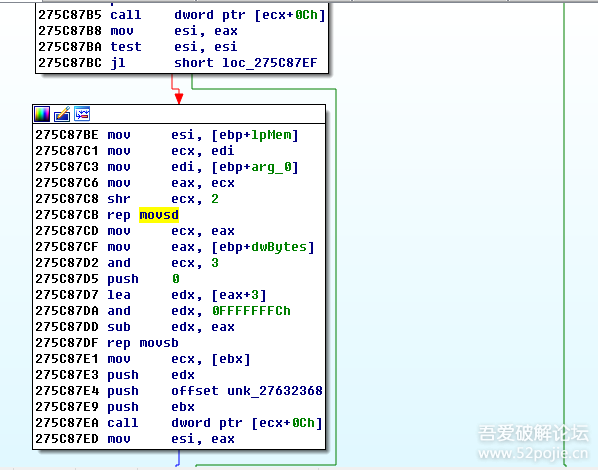 275C87B5 call dword ptr [ecx+0Ch]
275C87B8 mov esi, eax
275C87BA test esi, esi
275C87BC jl short loc_275C87EF
275C87BE mov esi, [ebp+lpMem]
275C87C1 mov ecx, edi
275C87C3 mov edi, [ebp+arg_0]
275C87C6 mov eax, ecx
275C87C8 shr ecx, 2
275C87CB rep movsd
275C87CD mov ecx, eax
275C87CF mov eax, [ebp+dwBytes]
275C87D2 and ecx, 3
275C87D5 push 0
275C87D7 lea edx, [eax+3]
275C87DA and edx, 0FFFFFFFCh
275C87DD sub edx, eax
275C87DF rep movsb
275C87E1 mov ecx, [ebx]
275C87E3 push edx
275C87E4 push offset unk_27632368
275C87E9 push ebx
275C87EA call dword ptr [ecx+0Ch]
275C87ED mov esi, eax
吾爱破解论坛
www.52pojie.cn